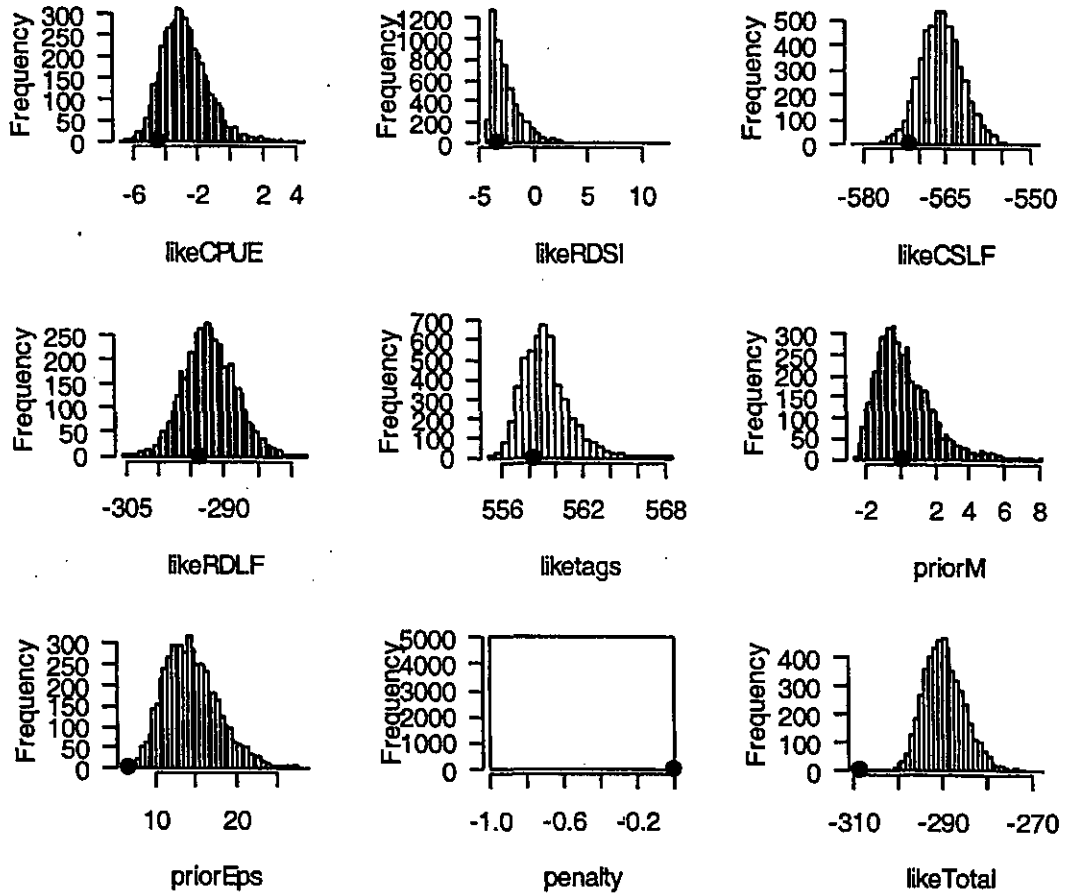 Frequency
300
250
200
150
100
50
0
-6 -2 2 4
likeCPUE
Frequency
1200
1000
800
600
400
200
0
-5 0 5 10
likeRDSI
Frequency
500
400
300
200
100
0
-580 -565 -550
likeCSLF
Frequency
250
200
150
100
50
0
-305 -290
likeRDLF
Frequency
700
600
500
400
300
200
100
0
556 562 568
liketags
Frequency
300
250
200
150
100
50
0
-2 2 4 6 8
priorM
Frequency
300
250
200
150
100
50
0
10 20
priorEps
Frequency
5000
4000
3000
2000
1000
0
-1.0 -0.6 -0.2
penalty
Frequency
400
300
200
100
0
-310 -290 -270
likeTotal